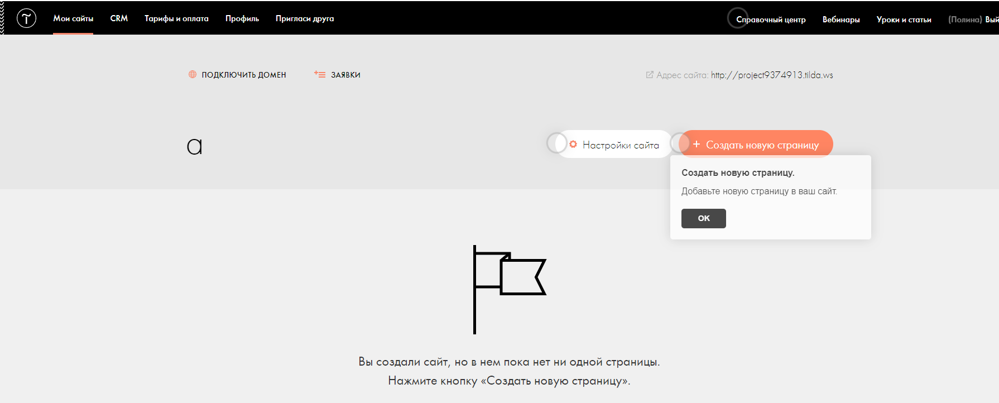 Мои сайты CRM Тарифы и оплата Профиль Пригласи друга Справочный центр Вебинары Уроки и статьи (Полина) Вый
ПОДКЛЮЧИТЬ ДОМЕН ЗАЯВКИ Адрес сайта: http://project9374913.tilda.ws
a Настройки сайта + Создать новую страницу
Создать новую страницу.
Добавьте новую страницу в ваш сайт.
OK
Вы создали сайт, но в нем пока нет ни одной страницы.
Нажмите кнопку «Создать новую страницу».